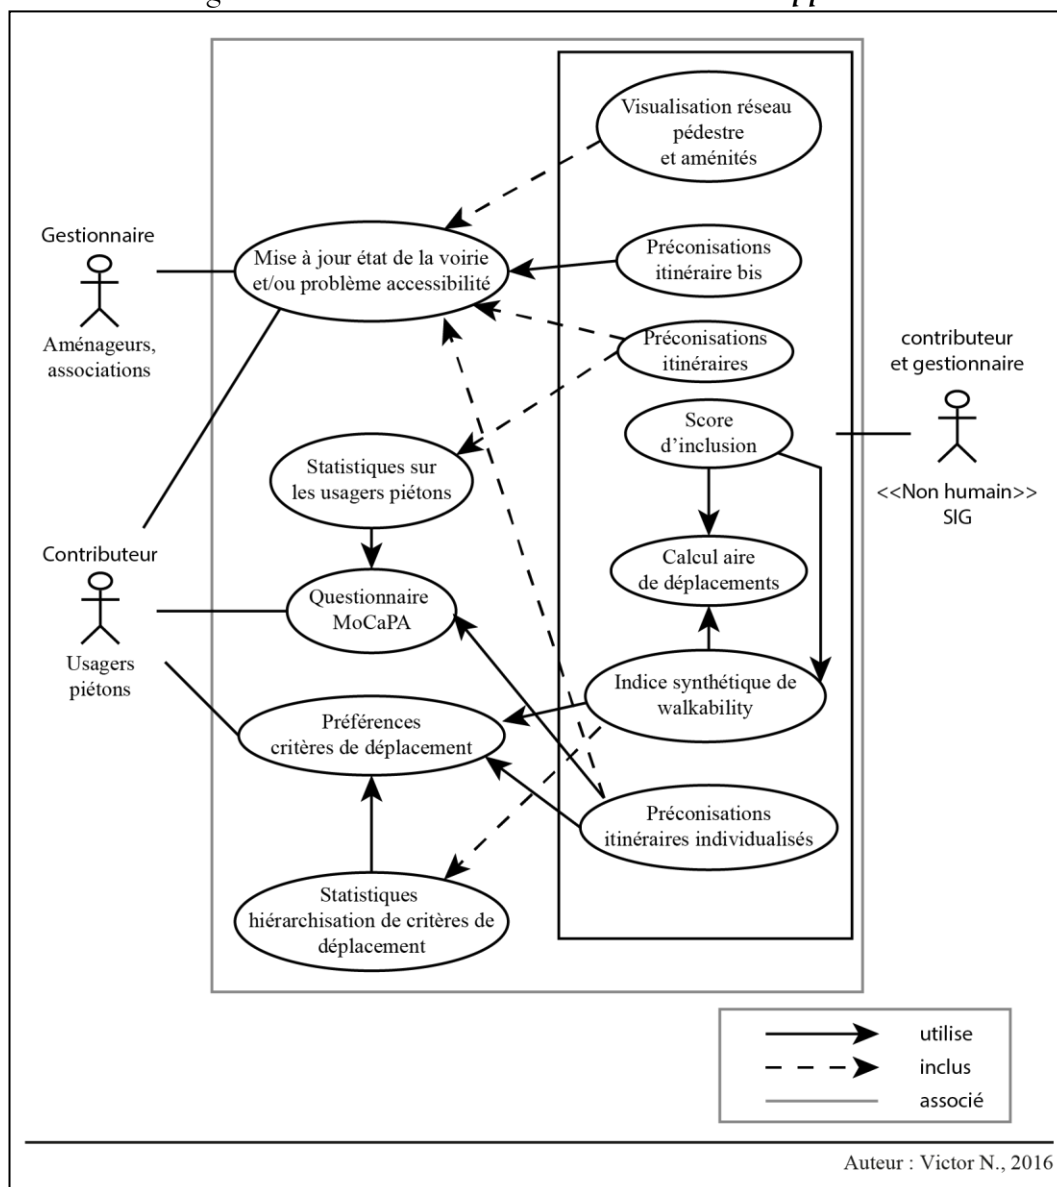 Visualisation réseau
pédestre
et aménités
Gestionnaire
Aménageurs,
associations
Mise à jour état de la voirie
et/ou problème accessibilité
Préconisations
itinéraire bis
Préconisations
itinéraires
contributeur
et gestionnaire
<<Non humain>>
SIG
Score
d’inclusion
Statistiques sur
les usagers piétons
Calcul aire
de déplacements
Contributeur
Usagers
piétons
Questionnaire
MoCaPA
Indice synthétique de
walkability
Préférences
critères de déplacement
Préconisations
itinéraires individualisés
Statistiques
hiérarchisation de critères de
déplacement
utilise
inclus
associé
Auteur : Victor N., 2016